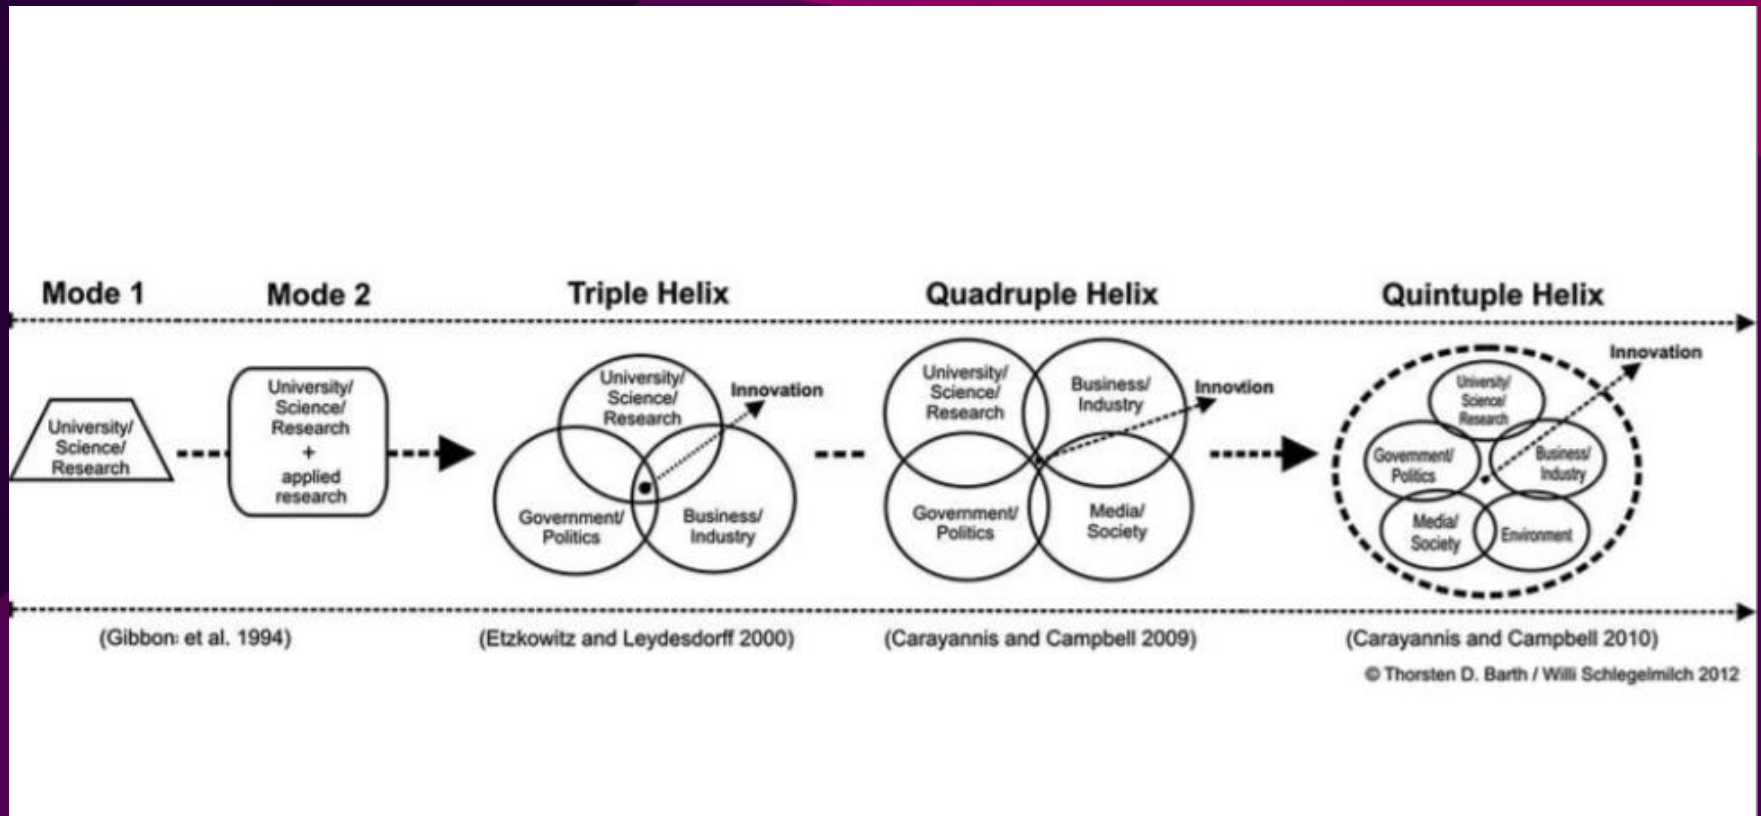 Mode 1
Mode 2
Triple Helix
Quadruple Helix
Quintuple Helix
University/
Science/
Research
University/
Science/
Research
+
applied
research
University/
Science/
Research
Innovation
Government/
Politics
Business/
Industry
University/
Science/
Research
Business/
Industry
Innovtion
Government/
Politics
Media/
Society
Innovation
University/
Science/
Research
Government/
Politics
Business/
Industry
Media/
Society
Environment
(Gibbon: et al. 1994)
(Etzkowitz and Leydesdorff 2000)
(Carayannis and Campbell 2009)
(Carayannis and Campbell 2010)
© Thorsten D. Barth / Willi Schlegelmilch 2012